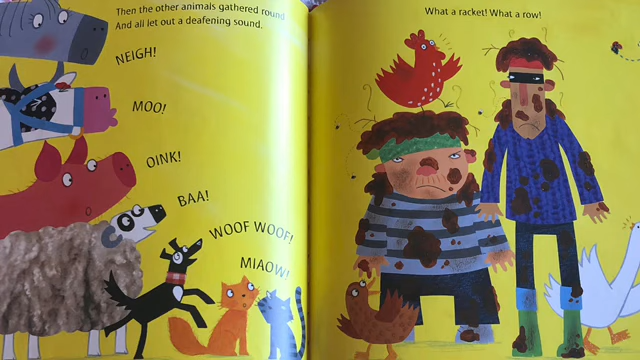 Then the other animals gathered round
And all let out a deafening sound.
NEIGH!
MOO!
OINK!
BAA!
WOOF WOOF!
MIAOW!
What a racket! What a row!